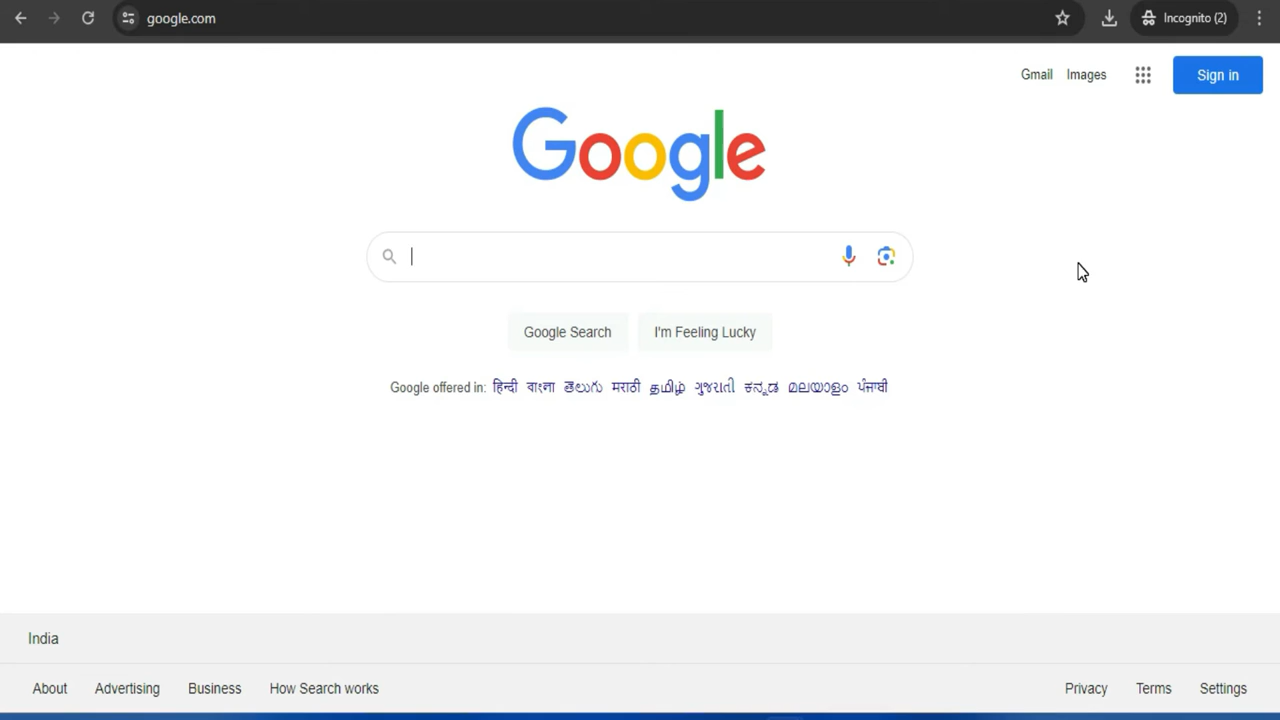 google.com
Incognito (2)
Gmail Images Sign in
Google
Google Search I'm Feeling Lucky
Google offered in: हिन्दी বাংলা తెలుగు मराठी தமிழ் ગુજરાતી ಕನ್ನಡ മലയാളം ਪੰਜਾਬੀ
India
About Advertising Business How Search works Privacy Terms Settings